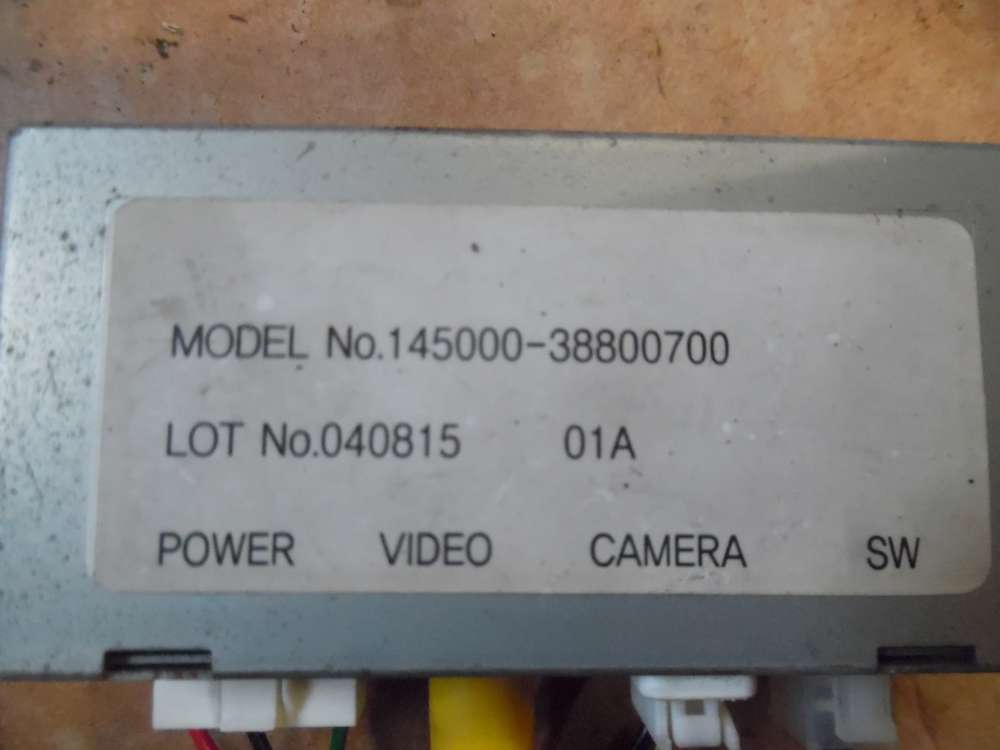 MODEL No.145000-38800700
LOT No.040815 01A
POWER VIDEO CAMERA SW